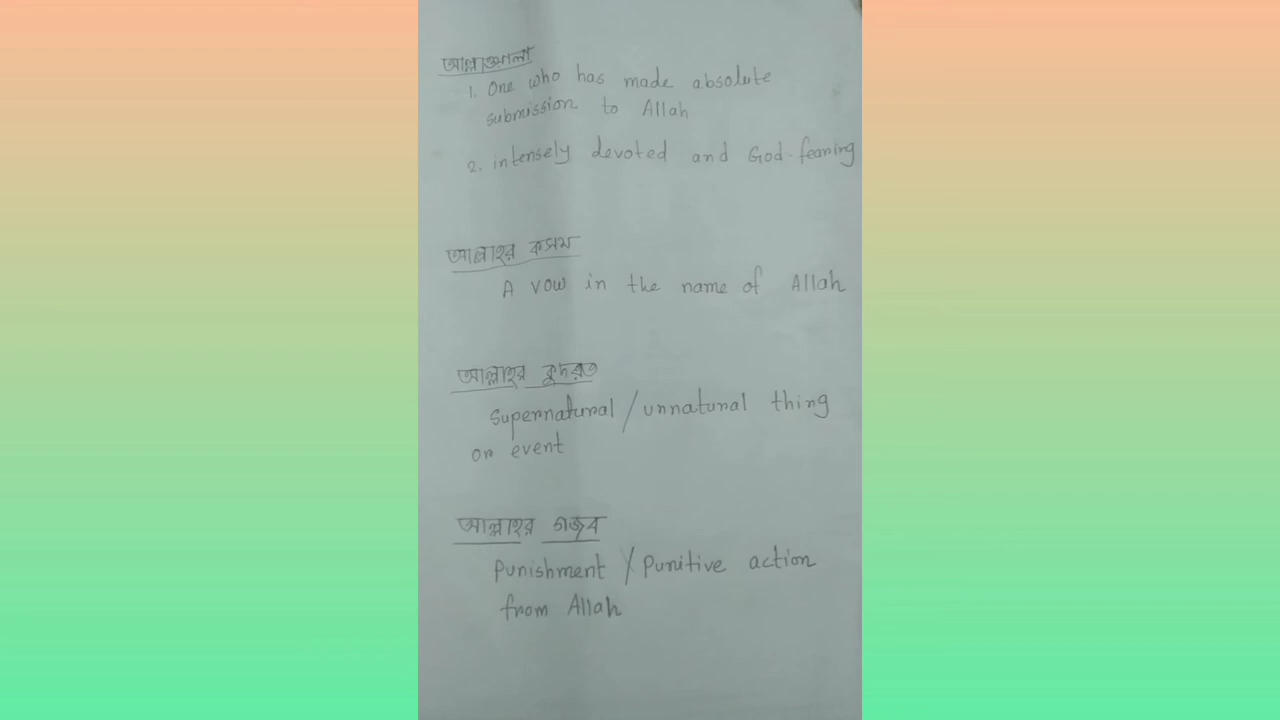 আল্লাওয়ালা
1. One who has made absolute
submission to Allah
2. intensely devoted and God-fearing
আল্লাহর কসম
A vow in the name of Allah
আল্লাহর কুদরত
Supernatural / unnatural thing
or event
আল্লাহর গজব
Punishment / Punitive action
from Allah